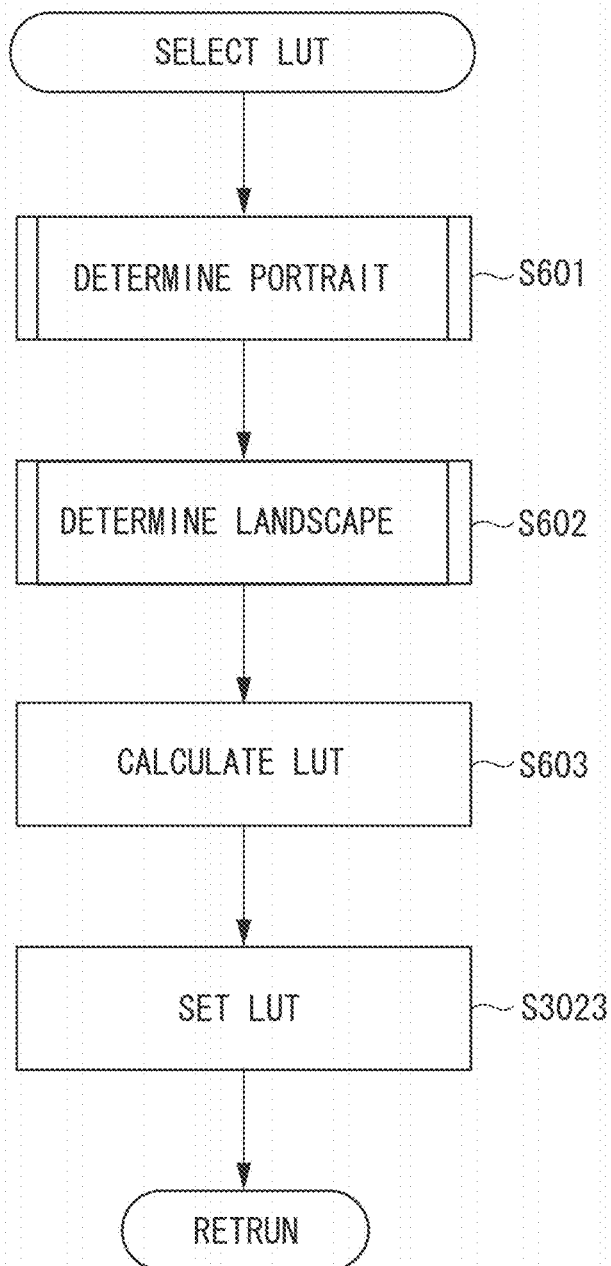 SELECT LUT
DETERMINE PORTRAIT
S601
DETERMINE LANDSCAPE
S602
CALCULATE LUT
S603
SET LUT
S3023
RETRUN